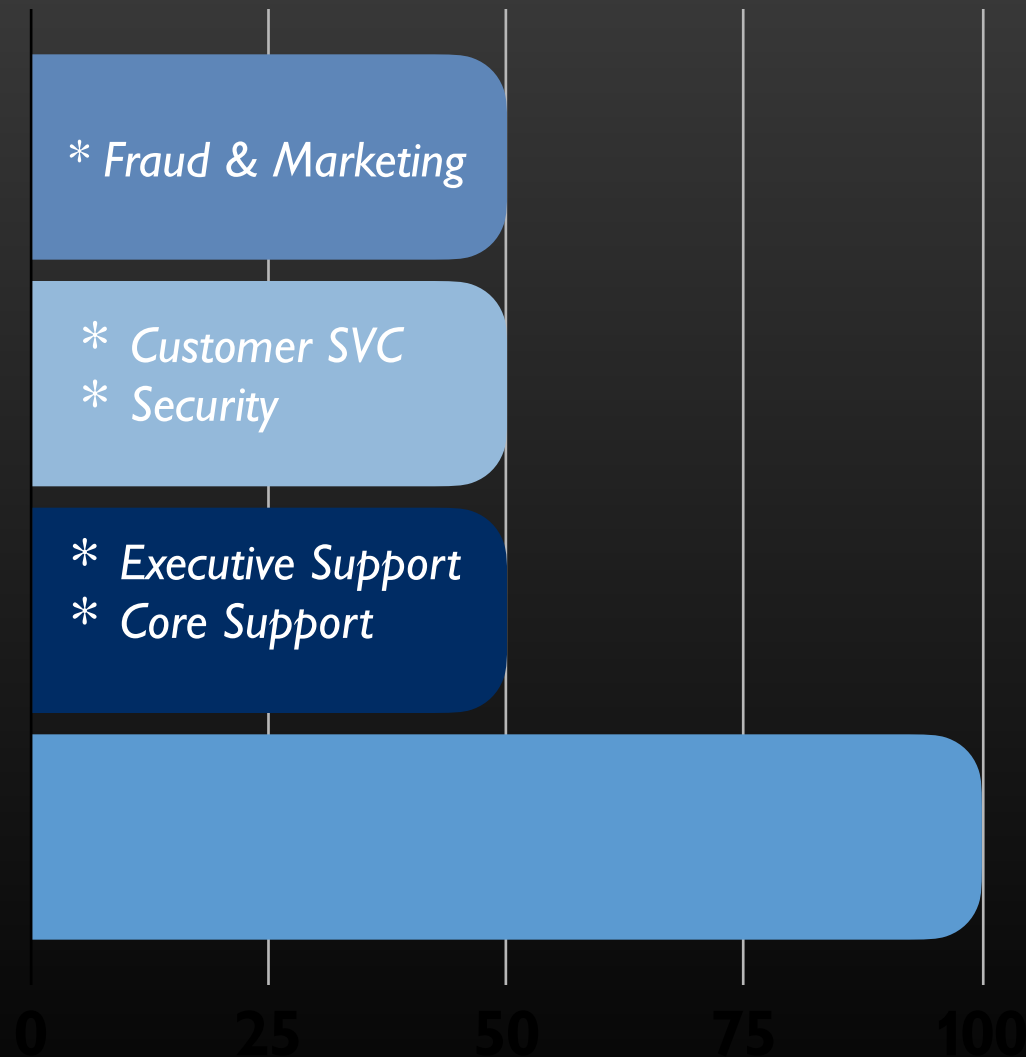 * Fraud & Marketing
* Customer SVC
* Security
* Executive Support
* Core Support
0 25 50 75 100